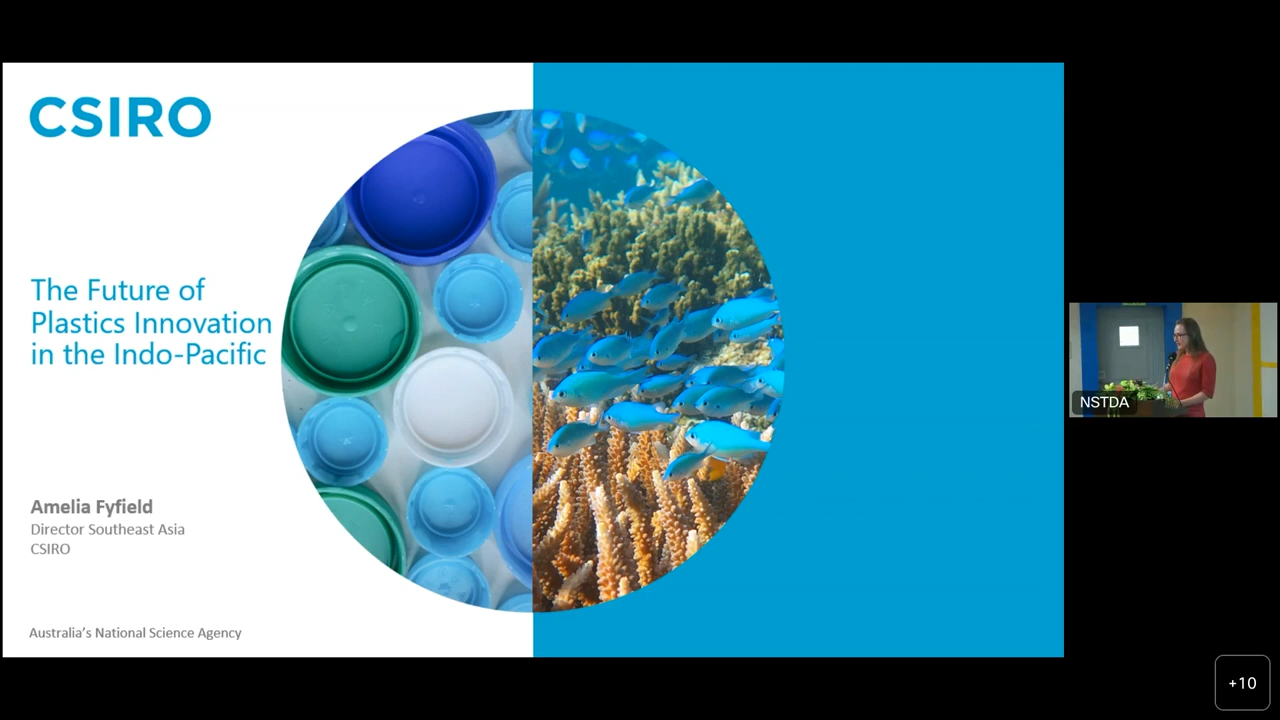 CSIRO
The Future of
Plastics Innovation
in the Indo-Pacific
Amelia Fyfield
Director Southeast Asia
CSIRO
Australia's National Science Agency
NSTDA
+10